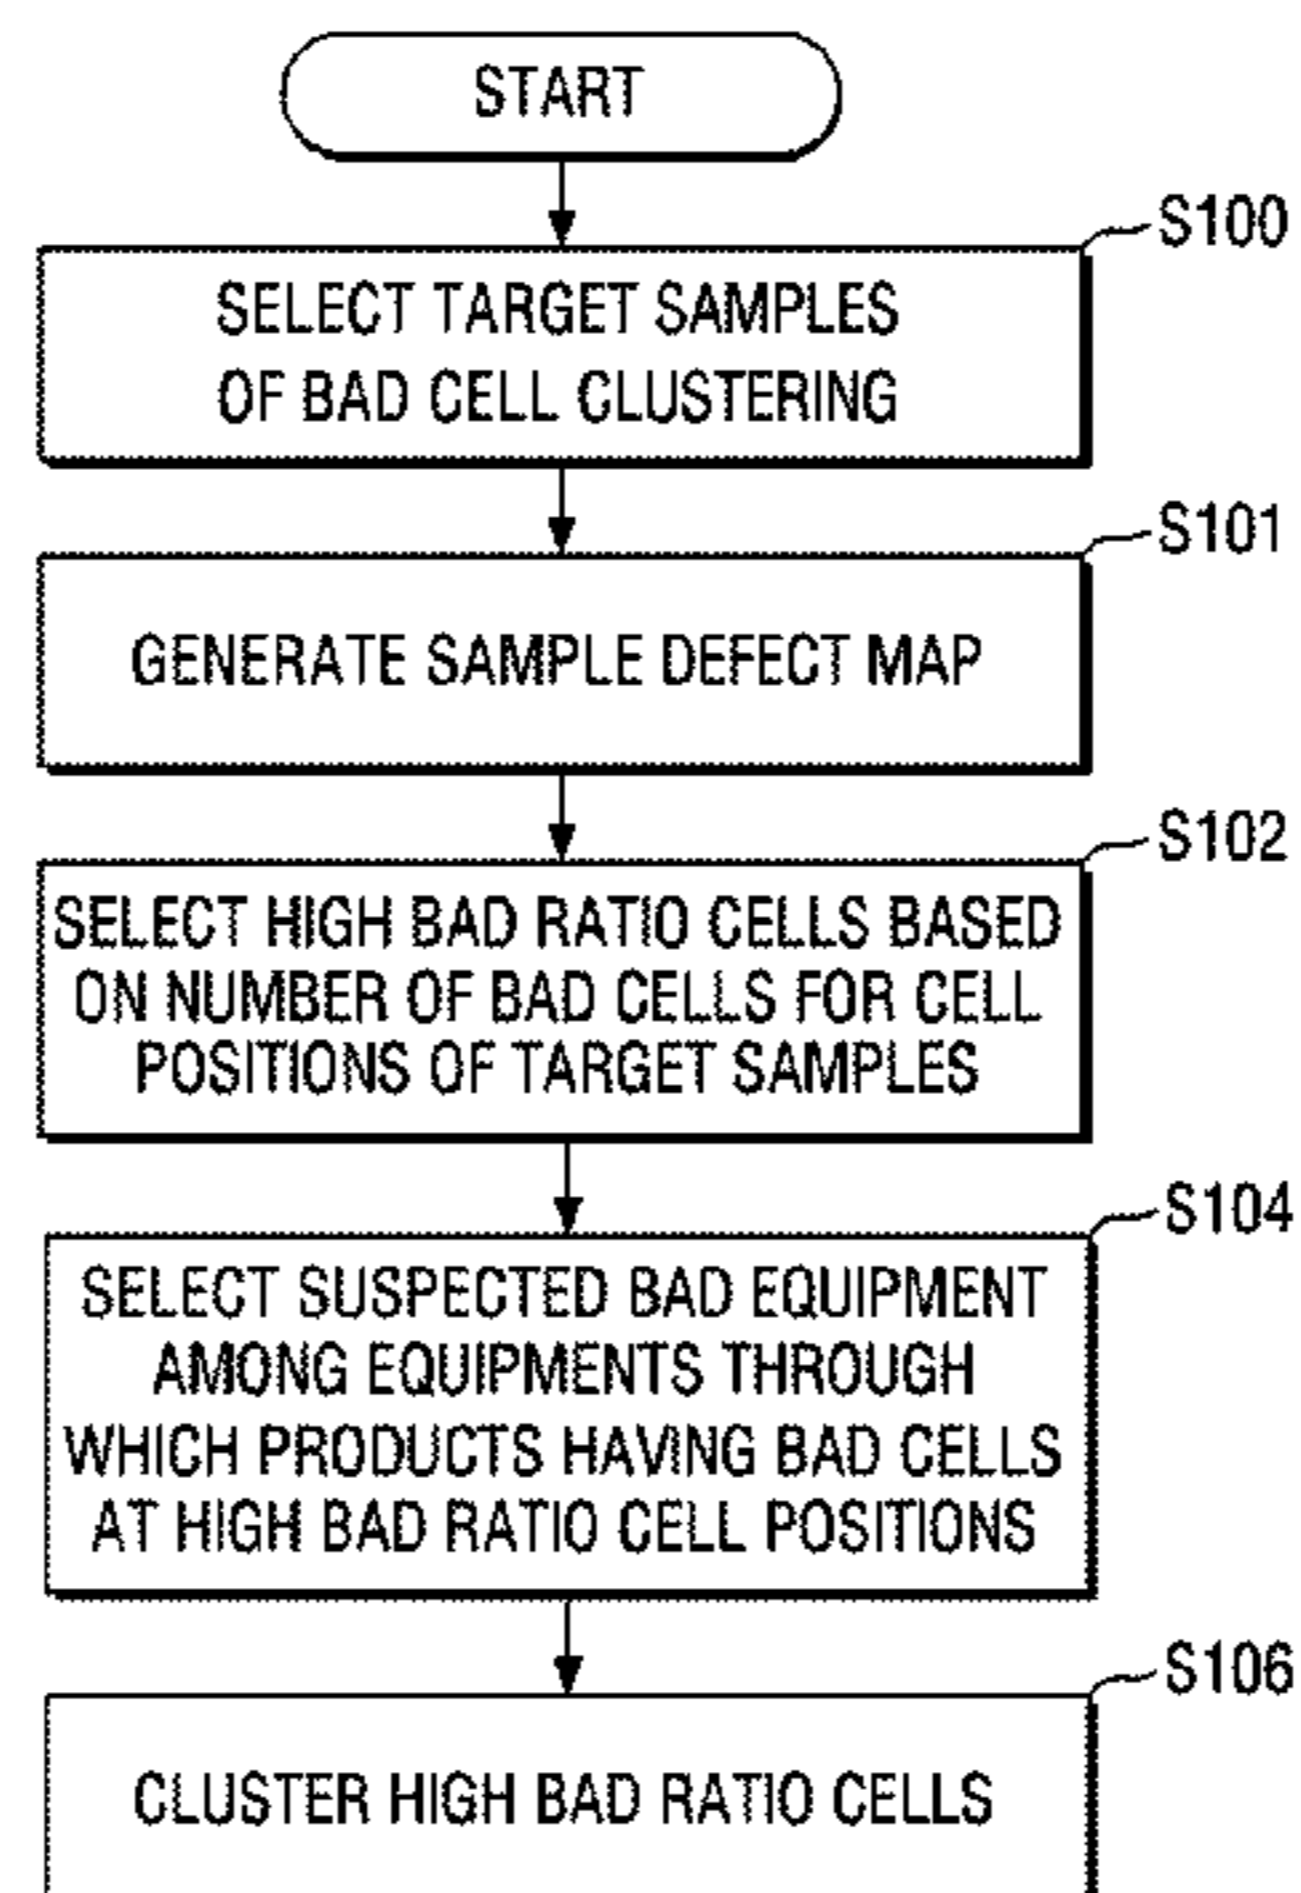 START
S100
SELECT TARGET SAMPLES
OF BAD CELL CLUSTERING
S101
GENERATE SAMPLE DEFECT MAP
S102
SELECT HIGH BAD RATIO CELLS BASED
ON NUMBER OF BAD CELLS FOR CELL
POSITIONS OF TARGET SAMPLES
S104
SELECT SUSPECTED BAD EQUIPMENT
AMONG EQUIPMENTS THROUGH
WHICH PRODUCTS HAVING BAD CELLS
AT HIGH BAD RATIO CELL POSITIONS
S106
CLUSTER HIGH BAD RATIO CELLS